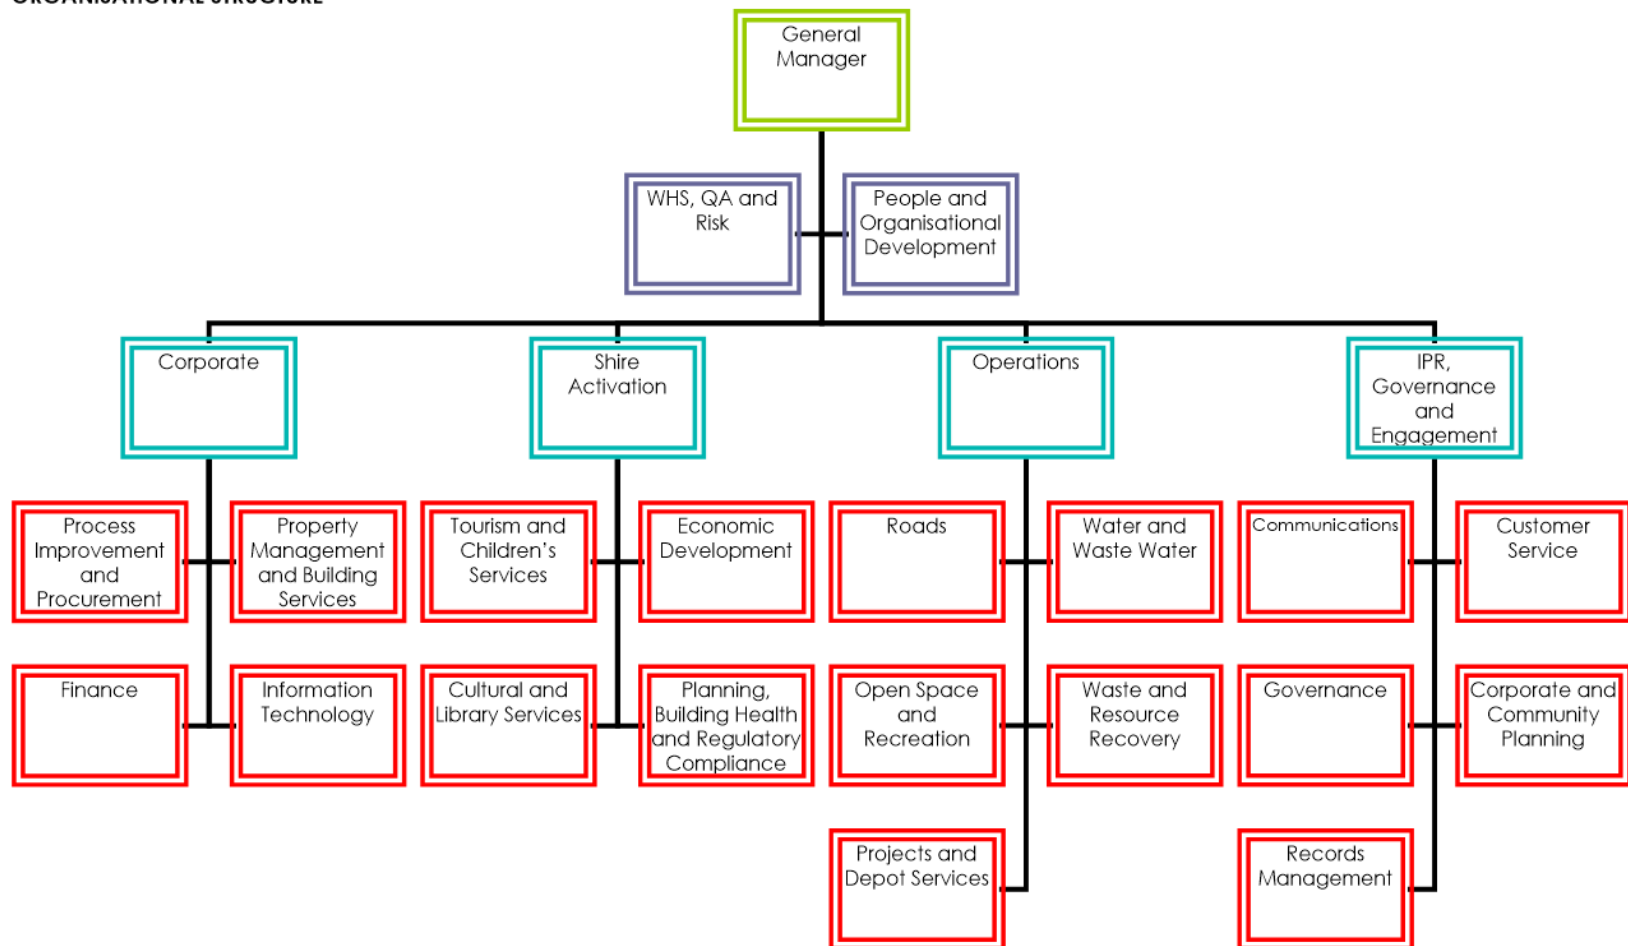 ORGANISATIONAL STRUCTURE
General
Manager
WHS, QA and
Risk
People and
Organisational
Development
Corporate
Shire
Activation
Operations
IPR,
Governance
and
Engagement
Process
Improvement
and
Procurement
Property
Management
and Building
Services
Tourism and
Children's
Services
Economic
Development
Roads
Water and
Waste Water
Communications
Customer
Service
Finance
Information
Technology
Cultural and
Library Services
Planning,
Building Health
and Regulatory
Compliance
Open Space
and
Recreation
Waste and
Resource
Recovery
Governance
Corporate and
Community
Planning
Projects and
Depot Services
Records
Management